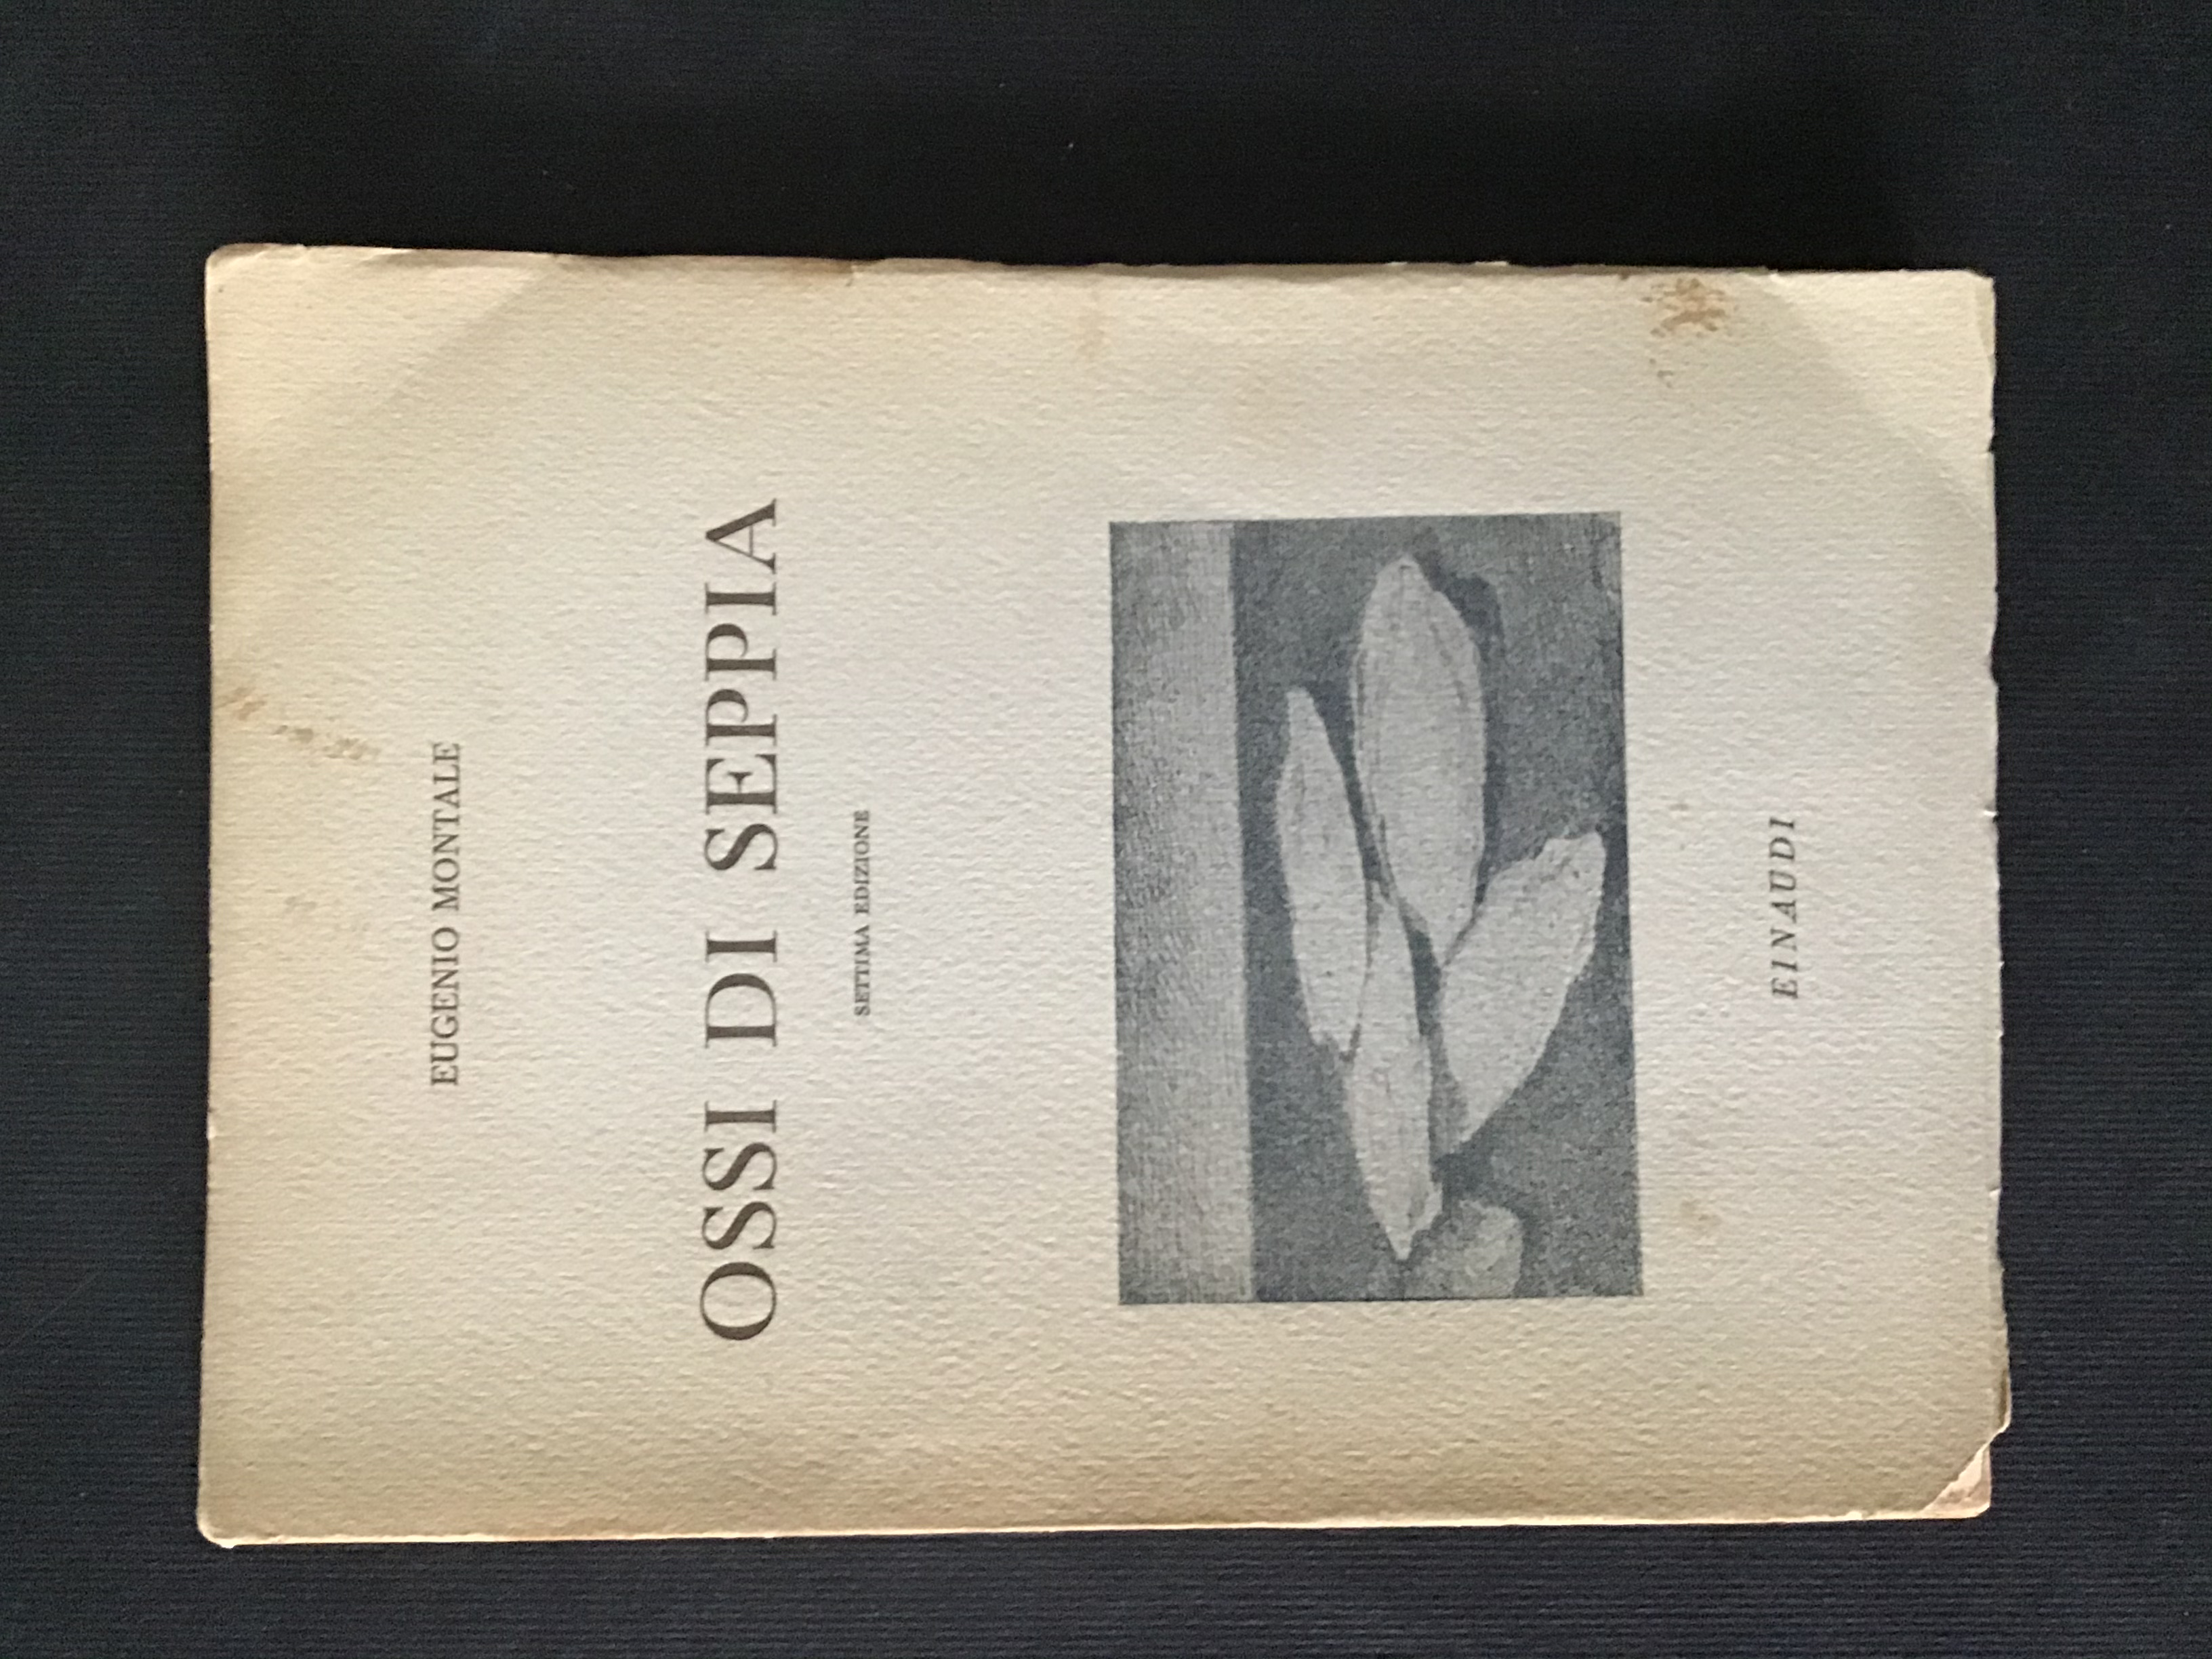 EUGENIO MONTALE
OSSI DI SEPPIA
SETTIMA EDIZIONE
EINAUDI